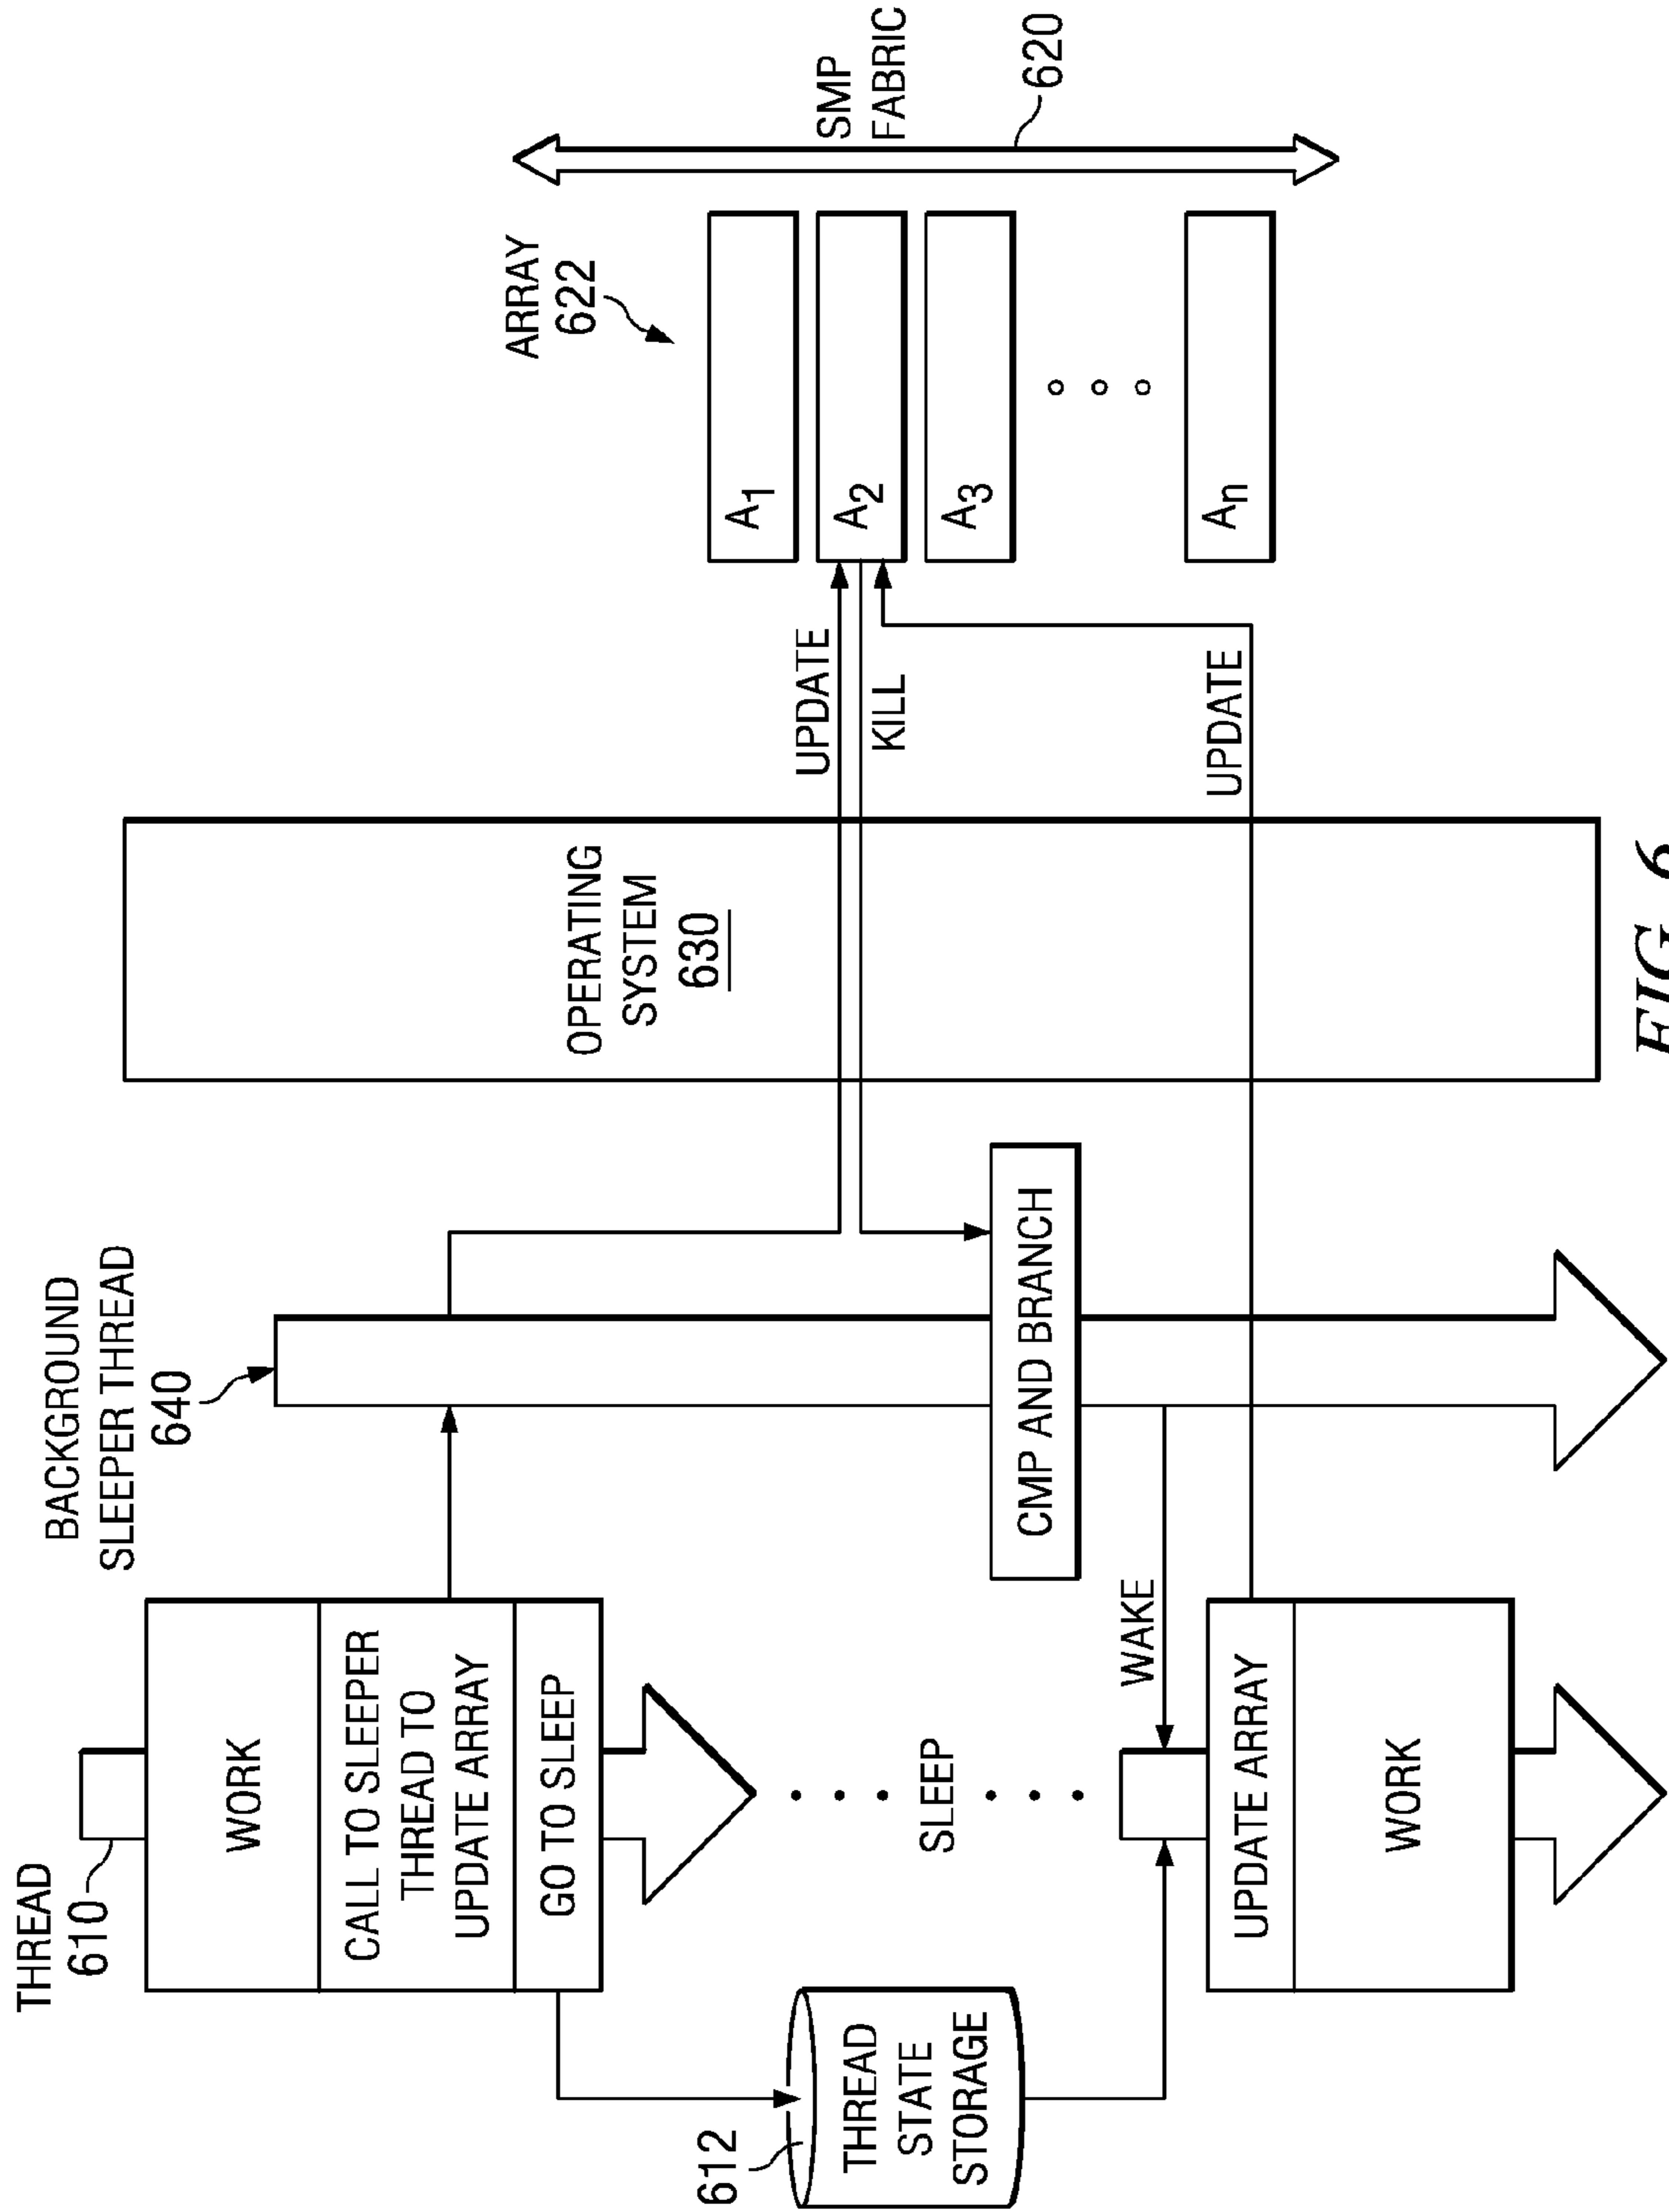 THREAD
610
WORK
CALL TO SLEEPER
THREAD TO
UPDATE ARRAY
GO TO SLEEP
612
THREAD
STATE
STORAGE
SLEEP
WAKE
UPDATE ARRAY
WORK
BACKGROUND
SLEEPER THREAD
640
CMP AND BRANCH
OPERATING
SYSTEM
630
UPDATE
KILL
UPDATE
ARRAY
622
A1
A2
A3
An
SMP
FABRIC
620
FIG. 6